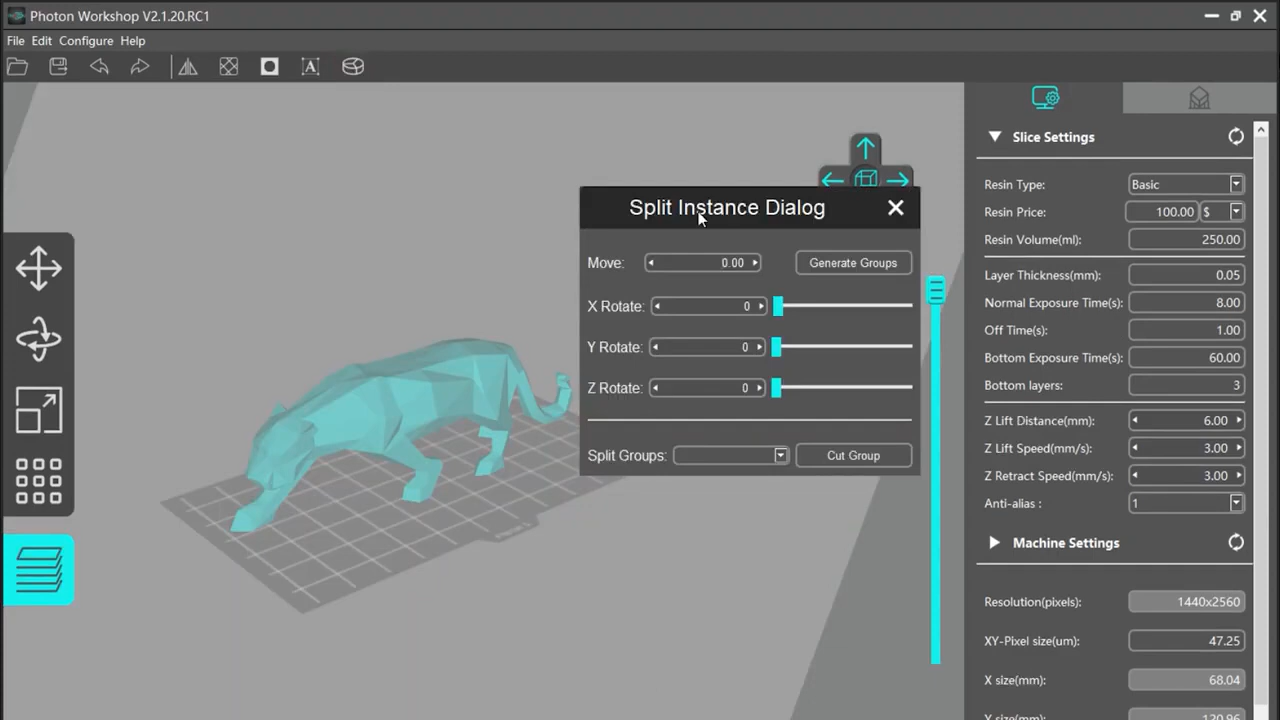 Photon Workshop V2.1.20.RC1
File Edit Configure Help
Split Instance Dialog
Move: 0.00 Generate Groups
X Rotate: 0
Y Rotate: 0
Z Rotate: 0
Split Groups: Cut Group
Slice Settings
Resin Type: Basic
Resin Price: 100.00 $
Resin Volume(ml): 250.00
Layer Thickness(mm): 0.05
Normal Exposure Time(s): 8.00
Off Time(s): 1.00
Bottom Exposure Time(s): 60.00
Bottom layers: 3
Z Lift Distance(mm): 6.00
Z Lift Speed(mm/s): 3.00
Z Retract Speed(mm/s): 3.00
Anti-alias : 1
Machine Settings
Resolution(pixels): 1440x2560
XY-Pixel size(um): 47.25
X size(mm): 68.04
Y size(mm): 120.96